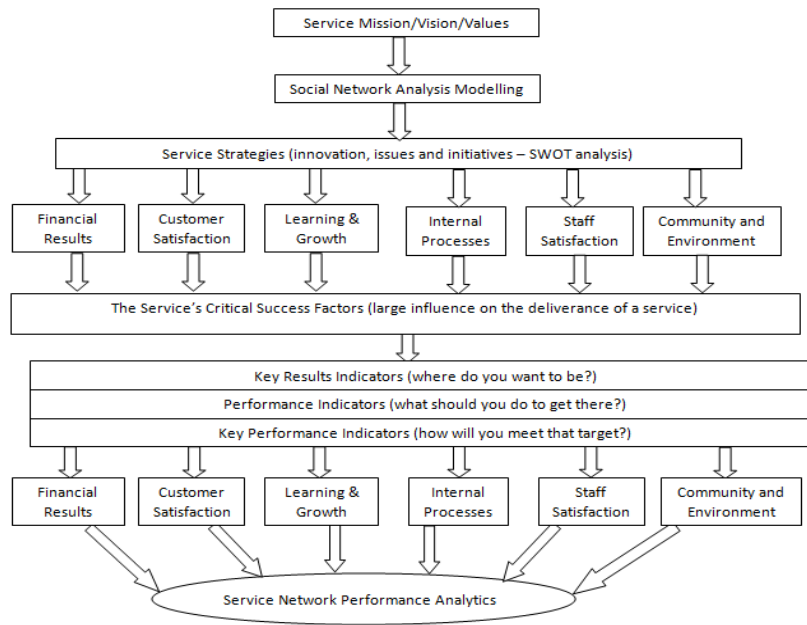 Service Mission/Vision/Values
Social Network Analysis Modelling
Service Strategies (innovation, issues and initiatives – SWOT analysis)
Financial
Results
Customer
Satisfaction
Learning &
Growth
Internal
Processes
Staff
Satisfaction
Community and
Environment
The Service's Critical Success Factors (large influence on the deliverance of a service)
Key Results Indicators (where do you want to be?)
Performance Indicators (what should you do to get there?)
Key Performance Indicators (how will you meet that target?)
Financial
Results
Customer
Satisfaction
Learning &
Growth
Internal
Processes
Staff
Satisfaction
Community and
Environment
Service Network Performance Analytics